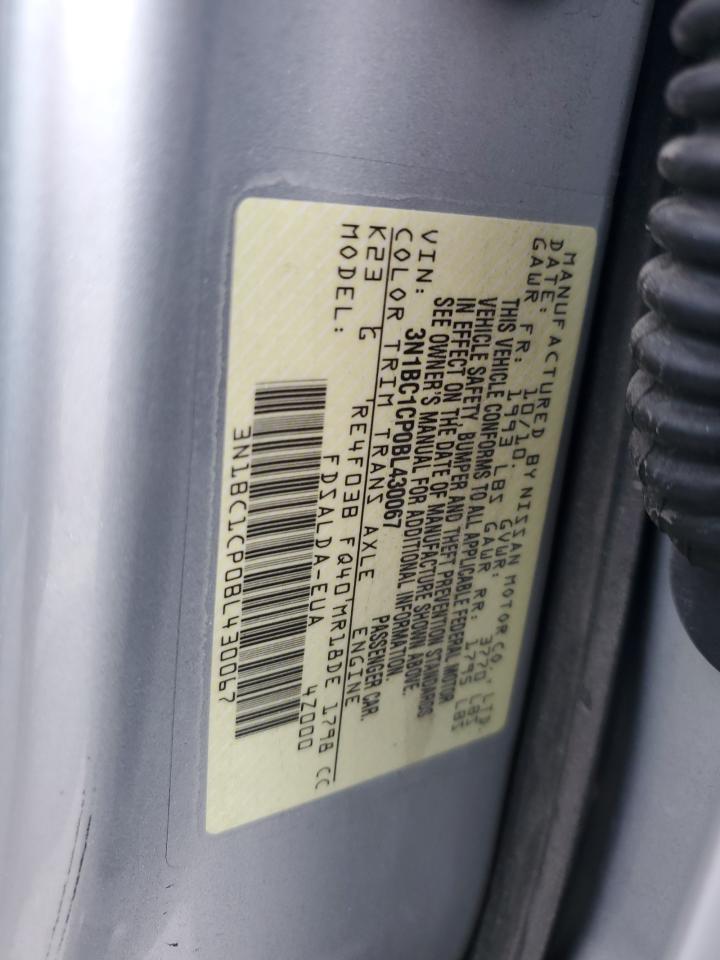 MANUFACTURED BY NISSAN MOTOR CO., LTD.
DATE: 10/10. GVWR: 3770 LBS
GAWR FR: 1993 LBS GAWR RR: 1795 LBS
THIS VEHICLE CONFORMS TO ALL APPLICABLE FEDERAL MOTOR
VEHICLE SAFETY, BUMPER AND THEFT PREVENTION STANDARDS
IN EFFECT ON THE DATE OF MANUFACTURE SHOWN ABOVE.
SEE OWNER'S MANUAL FOR ADDITIONAL INFORMATION.
VIN: 3N1BC1CP0BL430067 PASSENGER CAR.
COLOR TRIM TRANS AXLE ENGINE
K23 G 'RE4F03B FQ40'MR18DE 1798 CC
MODEL: FDSALDA-EUA 4Z000
3N1BC1CP0BL430067